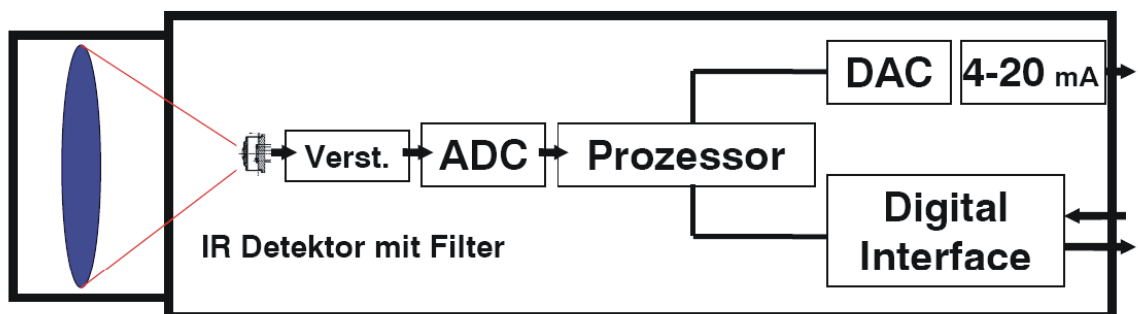 DAC
4-20 mA
Verst.
ADC
Prozessor
Digital
Interface
IR Detektor mit Filter